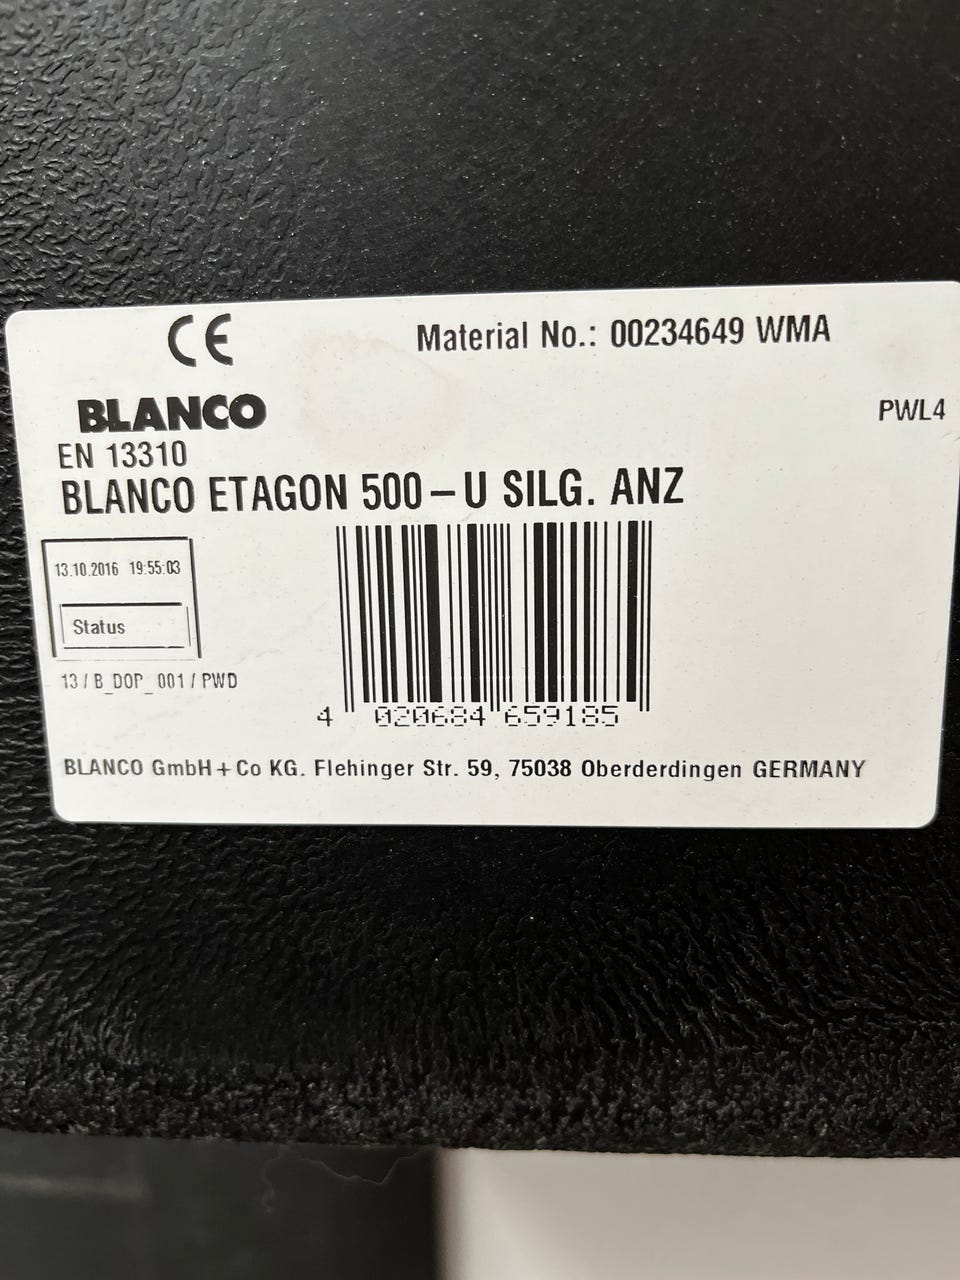 CE
Material No.: 00234649 WMA
BLANCO
PWL4
EN 13310
BLANCO ETAGON 500 – U SILG. ANZ
13.10.2016 19:55:03
Status
13 / B_DOP_001 / PWD
4 020684 659185
BLANCO GmbH + Co KG. Flehinger Str. 59, 75038 Oberderdingen GERMANY